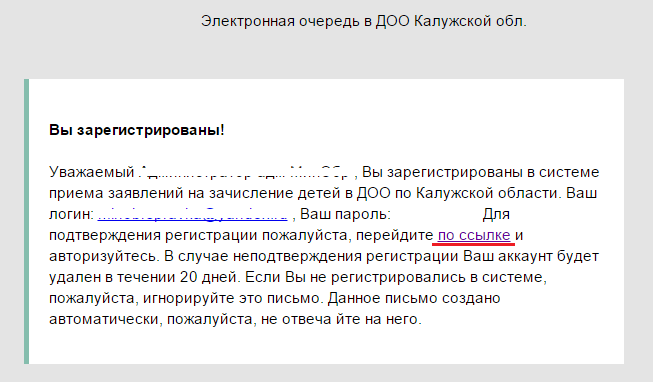 Электронная очередь в ДОО Калужской обл.
Вы зарегистрированы!
Уважаемый , Вы зарегистрированы в системе
приема заявлений на зачисление детей в ДОО по Калужской области. Ваш
логин: , Ваш пароль: Для
подтверждения регистрации пожалуйста, перейдите по ссылке и
авторизуйтесь. В случае неподтверждения регистрации Ваш аккаунт будет
удален в течении 20 дней. Если Вы не регистрировались в системе,
пожалуйста, игнорируйте это письмо. Данное письмо создано
автоматически, пожалуйста, не отвеча йте на него.